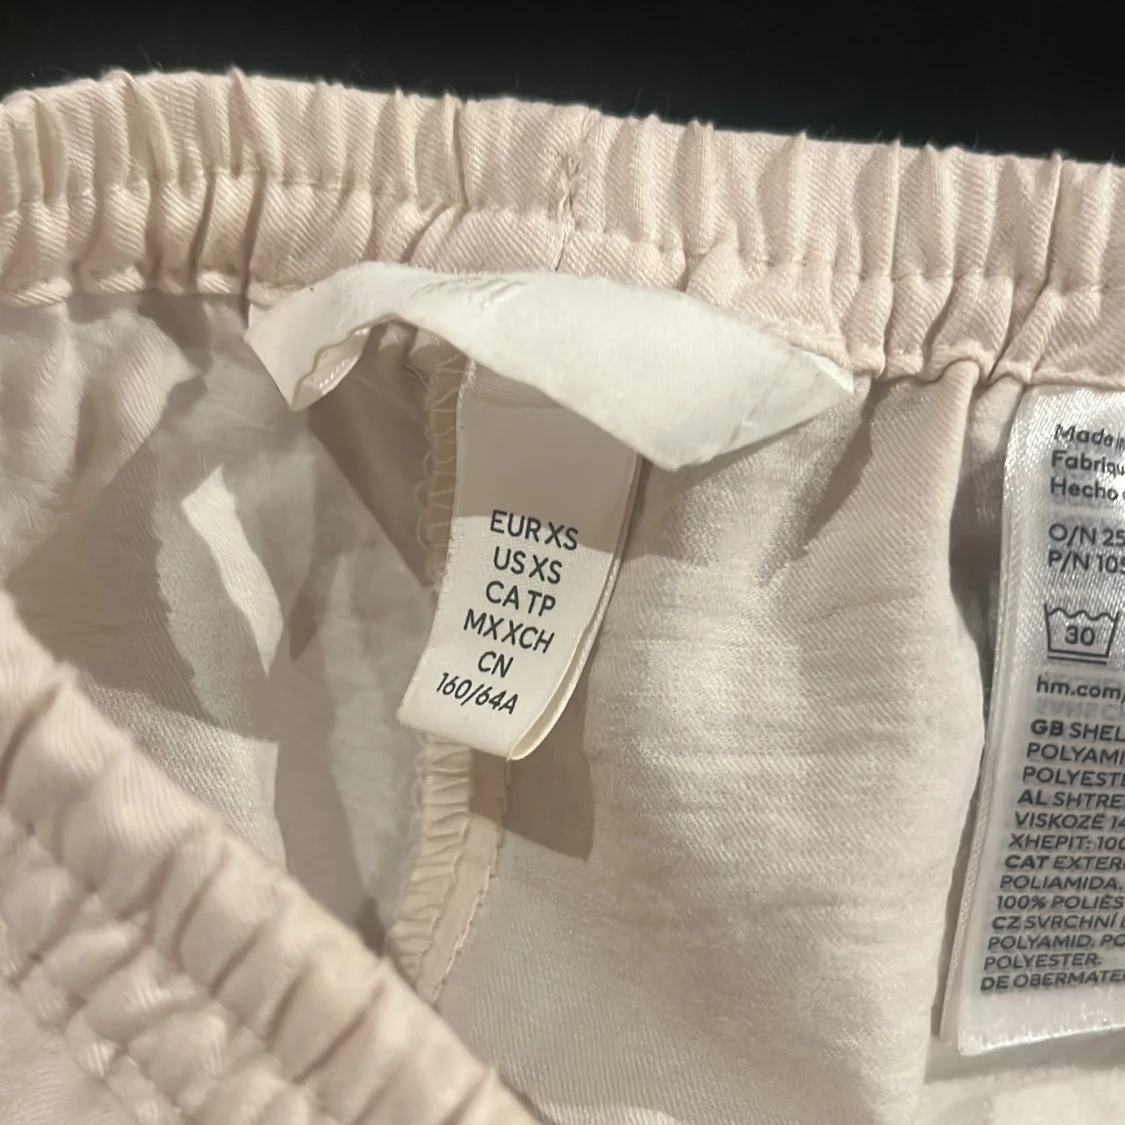 EUR XS
US XS
CA TP
MX XCH
CN
160/64A
Made in
Hecho
O/N 25
P/N 105
30
hm.com/
GB SHEL
POLYAMI
POLYESTE
AL SHTRE
VISKOZË 14
XHEPIT: 100
CAT EXTER
POLIAMIDA.
100% POLIÈS
CZ SVRCHNÍ
POLYAMID. PO
POLYESTER.
DE OBERMATE